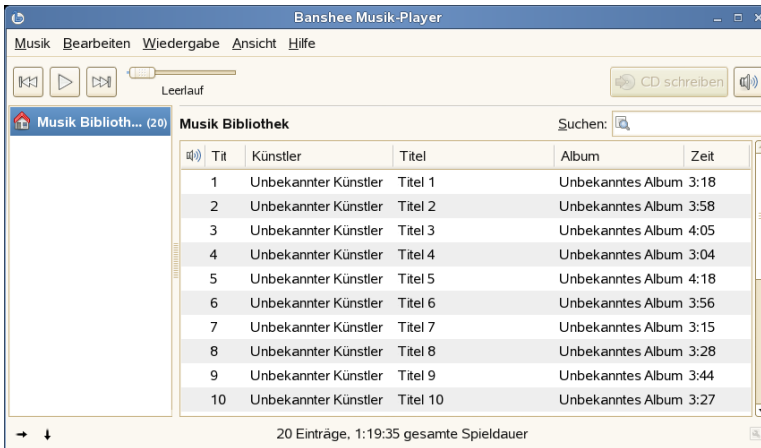 Banshee Musik-Player
Musik Bearbeiten Wiedergabe Ansicht Hilfe
Leerlauf
CD schreiben
Musik Biblioth... (20)
Musik Bibliothek
Suchen:
Tit Künstler Titel Album Zeit
1 Unbekannter Künstler Titel 1 Unbekanntes Album 3:18
2 Unbekannter Künstler Titel 2 Unbekanntes Album 3:58
3 Unbekannter Künstler Titel 3 Unbekanntes Album 4:05
4 Unbekannter Künstler Titel 4 Unbekanntes Album 3:04
5 Unbekannter Künstler Titel 5 Unbekanntes Album 4:18
6 Unbekannter Künstler Titel 6 Unbekanntes Album 3:56
7 Unbekannter Künstler Titel 7 Unbekanntes Album 3:15
8 Unbekannter Künstler Titel 8 Unbekanntes Album 3:28
9 Unbekannter Künstler Titel 9 Unbekanntes Album 3:44
10 Unbekannter Künstler Titel 10 Unbekanntes Album 3:27
20 Einträge, 1:19:35 gesamte Spieldauer